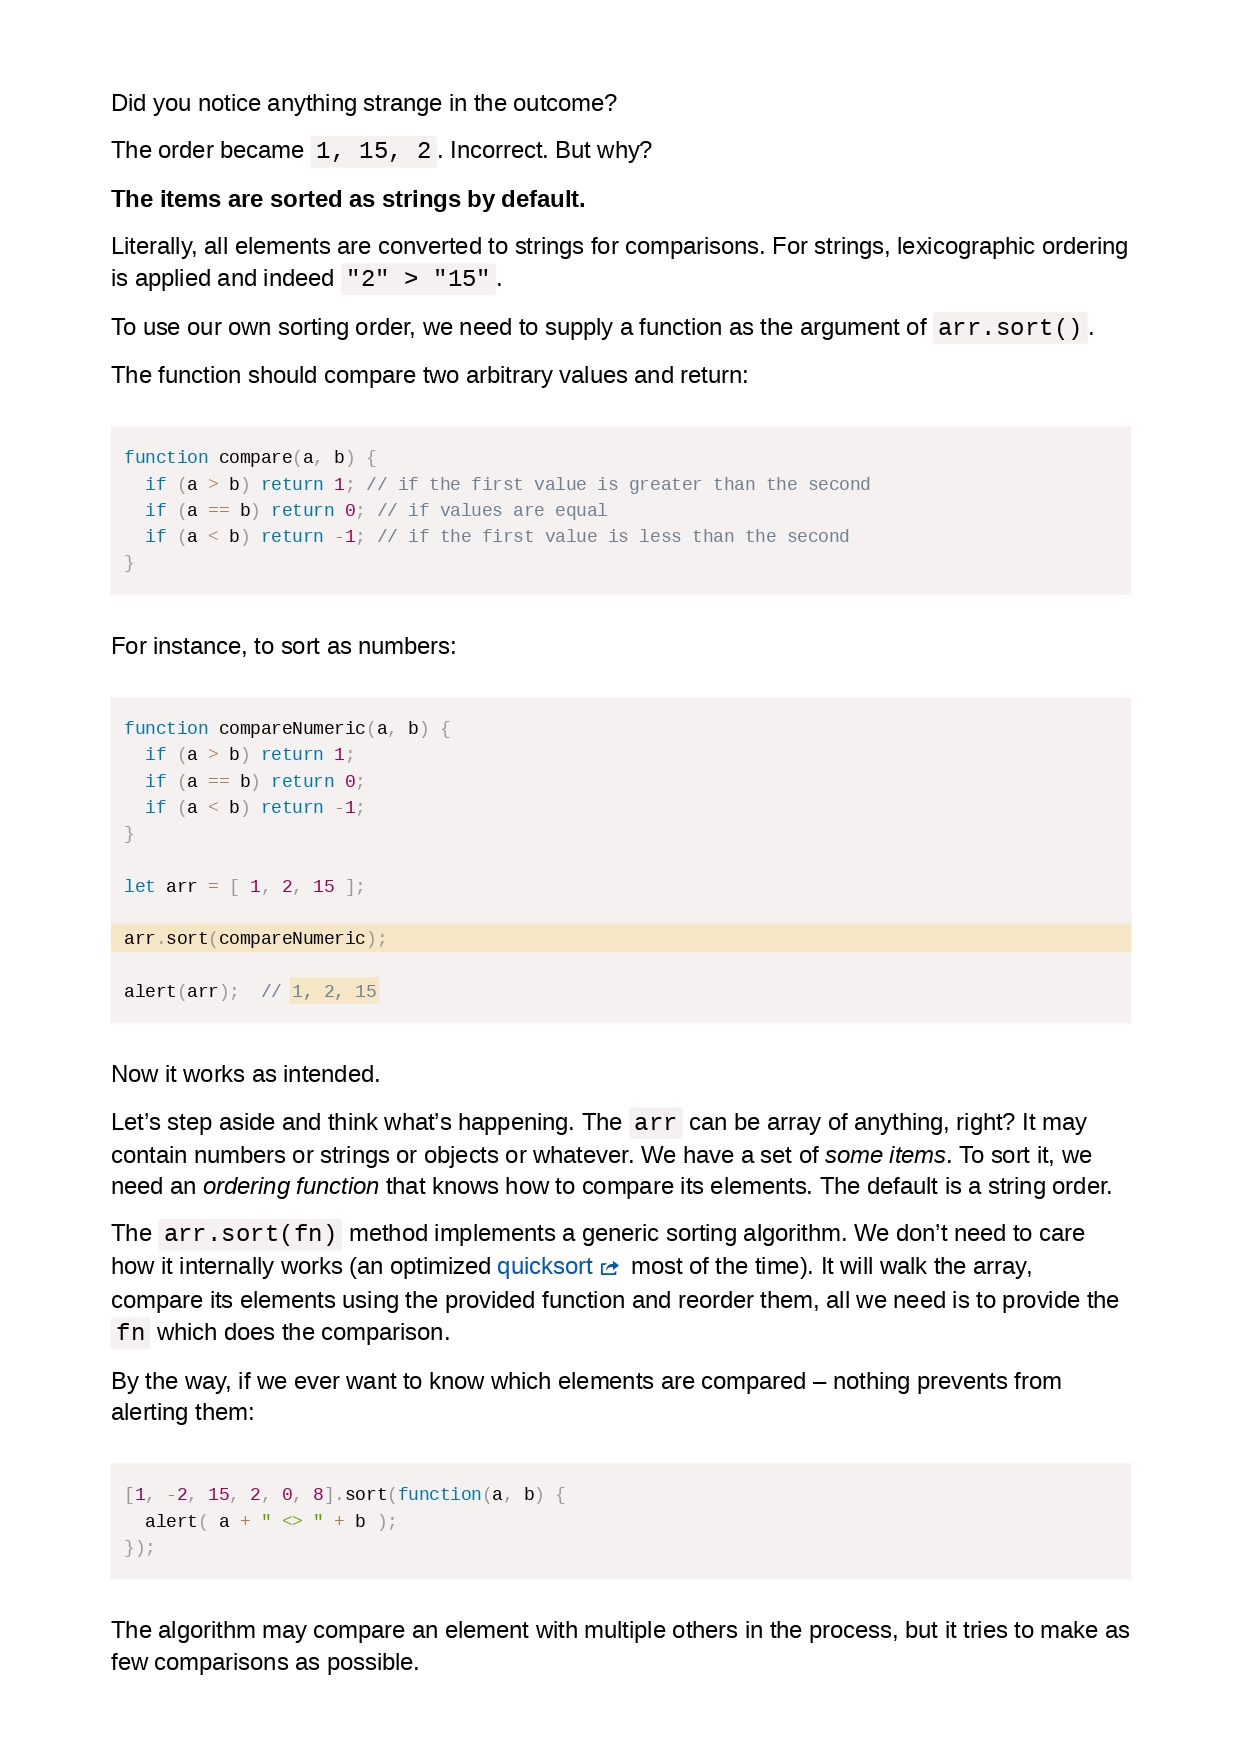 Did you notice anything strange in the outcome?
The order became 1, 15, 2. Incorrect. But why?
The items are sorted as strings by default.
Literally, all elements are converted to strings for comparisons. For strings, lexicographic ordering
is applied and indeed "2" > "15".
To use our own sorting order, we need to supply a function as the argument of arr.sort().
The function should compare two arbitrary values and return:
function compare(a, b) {
  if (a > b) return 1; // if the first value is greater than the second
  if (a == b) return 0; // if values are equal
  if (a < b) return -1; // if the first value is less than the second
}
For instance, to sort as numbers:
function compareNumeric(a, b) {
  if (a > b) return 1;
  if (a == b) return 0;
  if (a < b) return -1;
}
let arr = [ 1, 2, 15 ];
arr.sort(compareNumeric);
alert(arr);  // 1, 2, 15
Now it works as intended.
Let’s step aside and think what’s happening. The arr can be array of anything, right? It may
contain numbers or strings or objects or whatever. We have a set of some items. To sort it, we
need an ordering function that knows how to compare its elements. The default is a string order.
The arr.sort(fn) method implements a generic sorting algorithm. We don’t need to care
how it internally works (an optimized quicksort most of the time). It will walk the array,
compare its elements using the provided function and reorder them, all we need is to provide the
fn which does the comparison.
By the way, if we ever want to know which elements are compared – nothing prevents from
alerting them:
[1, -2, 15, 2, 0, 8].sort(function(a, b) {
  alert( a + " <> " + b );
});
The algorithm may compare an element with multiple others in the process, but it tries to make as
few comparisons as possible.